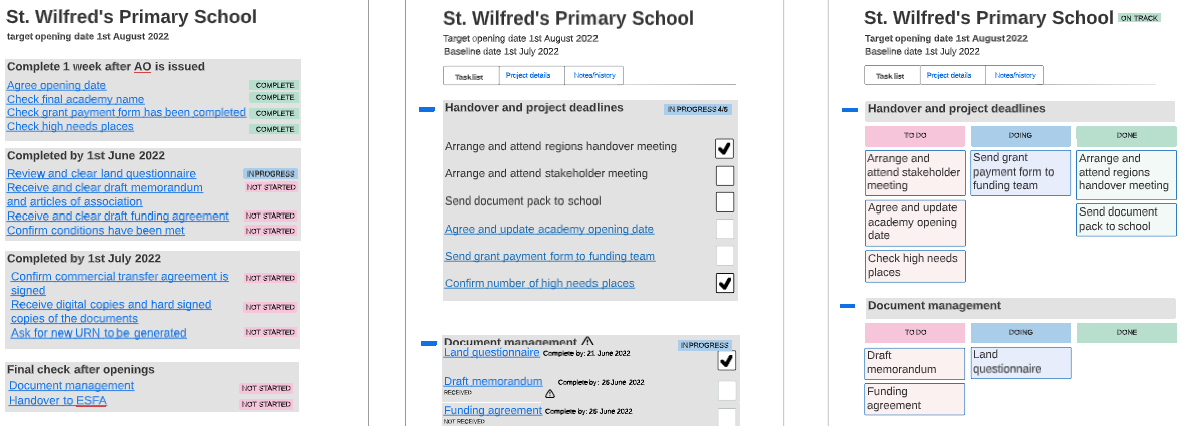 St. Wilfred's Primary School
target opening date 1st August 2022
Complete 1 week after AO is issued
Agree opening date COMPLETE
Check final academy name COMPLETE
Check grant payment form has been completed COMPLETE
Check high needs places COMPLETE
Completed by 1st June 2022
Review and clear land questionnaire INPROGRESS
Receive and clear draft memorandum NOT STARTED
and articles of association
Receive and clear draft funding agreement NOT STARTED
Confirm conditions have been met NOT STARTED
Completed by 1st July 2022
Confirm commercial transfer agreement is NOT STARTED
signed
Receive digital copies and hard signed NOT STARTED
copies of the documents
Ask for new URN to be generated NOT STARTED
Final check after openings
Document management NOT STARTED
Handover to ESFA NOT STARTED
St. Wilfred's Primary School
Target opening date 1st August 2022
Baseline date 1st July 2022
Task list Project details Notes/history
Handover and project deadlines IN PROGRESS 4/6
Arrange and attend regions handover meeting
Arrange and attend stakeholder meeting
Send document pack to school
Agree and update academy opening date
Send grant payment form to funding team
Confirm number of high needs places
Document management INPROGRESS
Land questionnaire Complete by: 21 June 2022
Draft memorandum Complete by: 26 June 2022
RECEIVED
Funding agreement Complete by: 26 June 2022
NOT RECEIVED
St. Wilfred's Primary School ON TRACK
Target opening date 1st August 2022
Baseline date 1st July 2022
Task list Project details Notes/history
Handover and project deadlines
TO DO DOING DONE
Arrange and
attend stakeholder
meeting
Agree and update
academy opening
date
Check high needs
places
Send grant
payment form to
funding team
Arrange and
attend regions
handover meeting
Send document
pack to school
Document management
TO DO DOING DONE
Draft
memorandum
Funding
agreement
Land
questionnaire